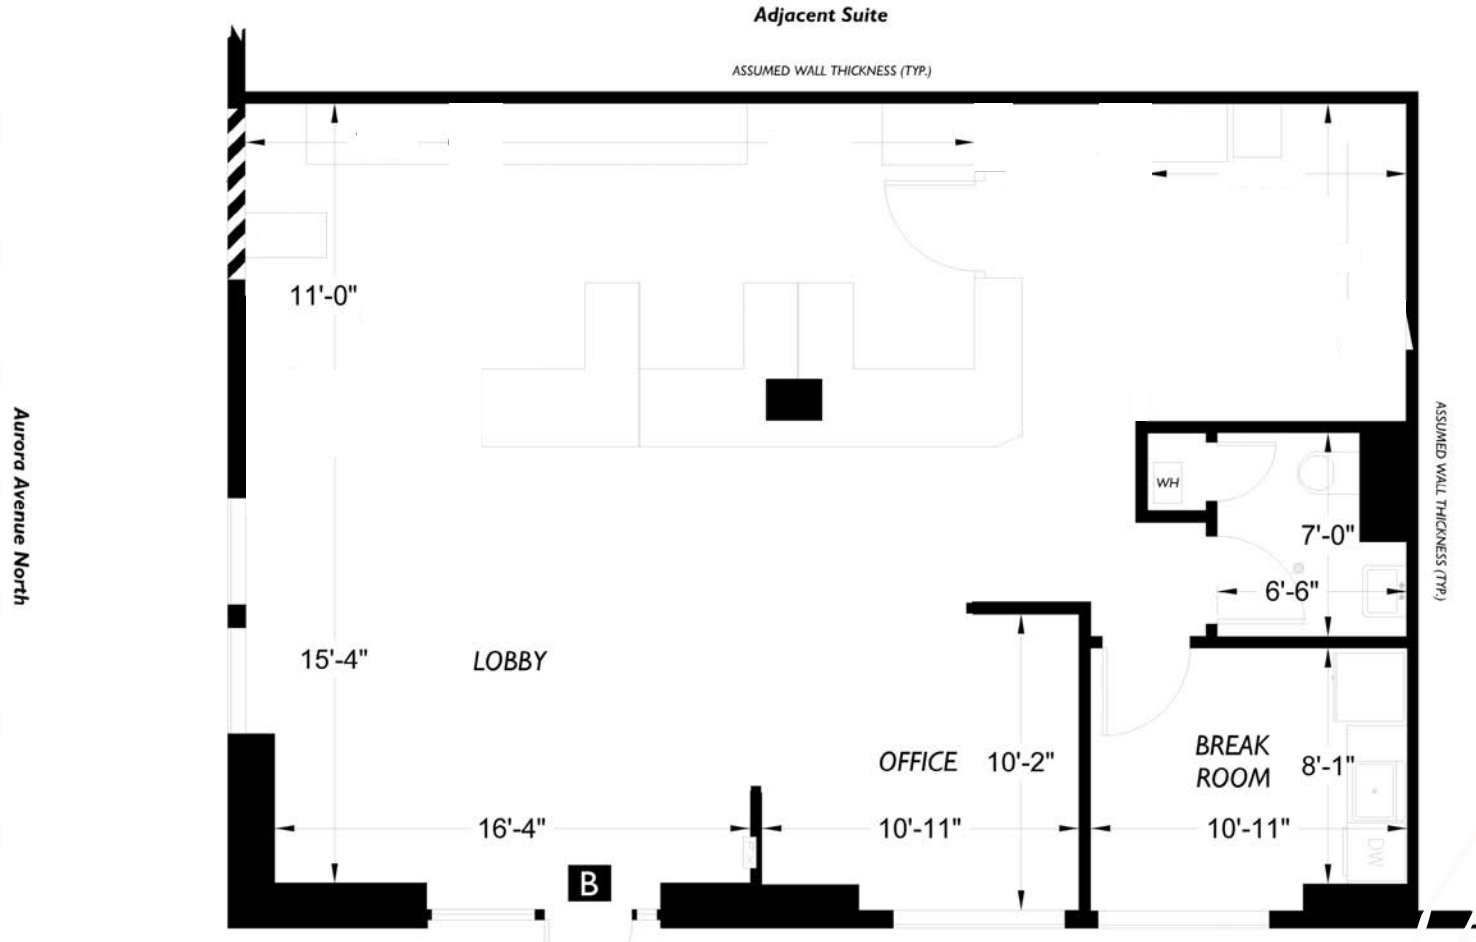 Adjacent Suite
ASSUMED WALL THICKNESS (TYP.)
11'-0"
Aurora Avenue North
ASSUMED WALL THICKNESS (TYP.)
WH
7'-0"
6'-6"
15'-4"
LOBBY
OFFICE
10'-2"
BREAK
ROOM
8'-1"
16'-4"
10'-11"
10'-11"
DW
B